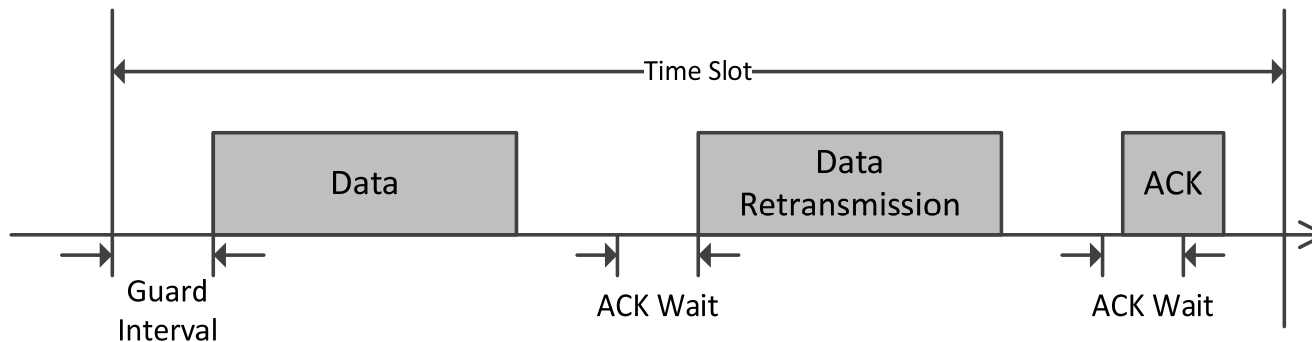 Time Slot
Data
Data
Retransmission
ACK
Guard
Interval
ACK Wait
ACK Wait